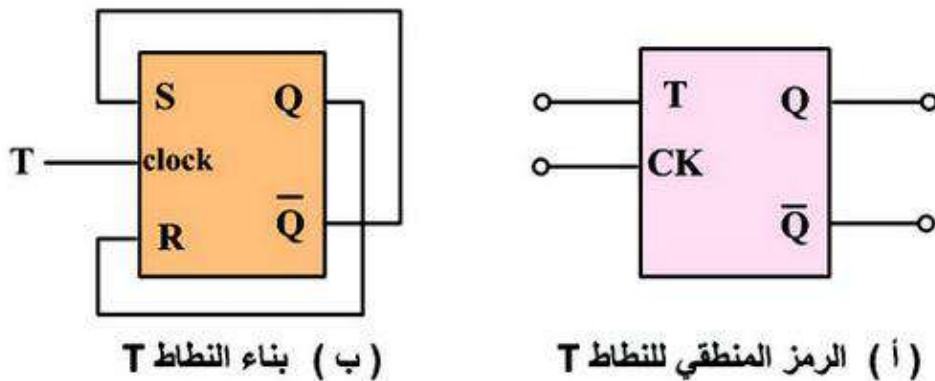 S Q
T clock
R Q̅
T Q
CK
Q̅
( أ ) الرمز المنطقي للنطاط T
( ب ) بناء النطاط T